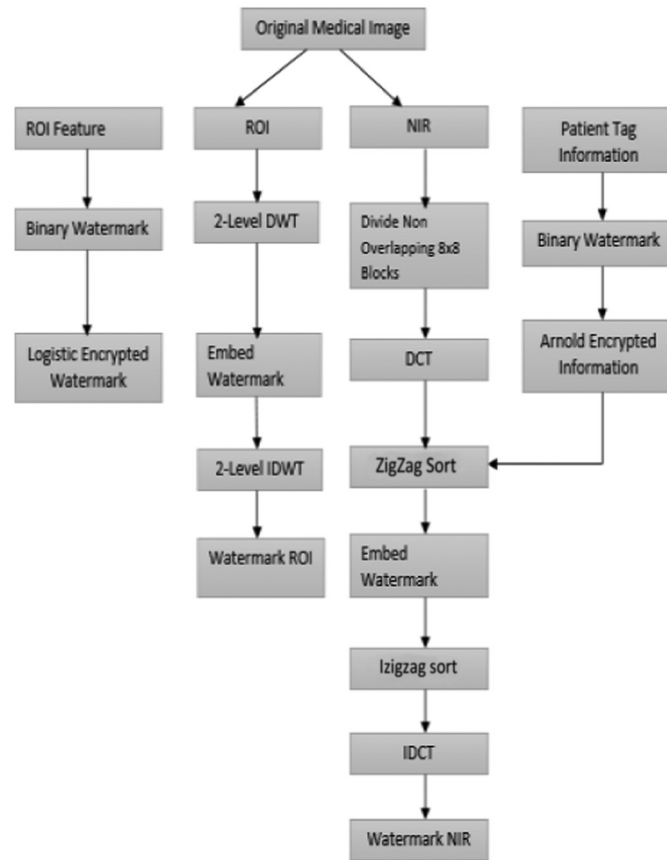 Original Medical Image
ROI Feature
ROI
NIR
Patient Tag
Information
Binary Watermark
2-Level DWT
Divide Non
Overlapping 8x8
Blocks
Binary Watermark
Logistic Encrypted
Watermark
Embed
Watermark
DCT
Arnold Encrypted
Information
2-Level IDWT
ZigZag Sort
Watermark ROI
Embed
Watermark
Izigzag sort
IDCT
Watermark NIR